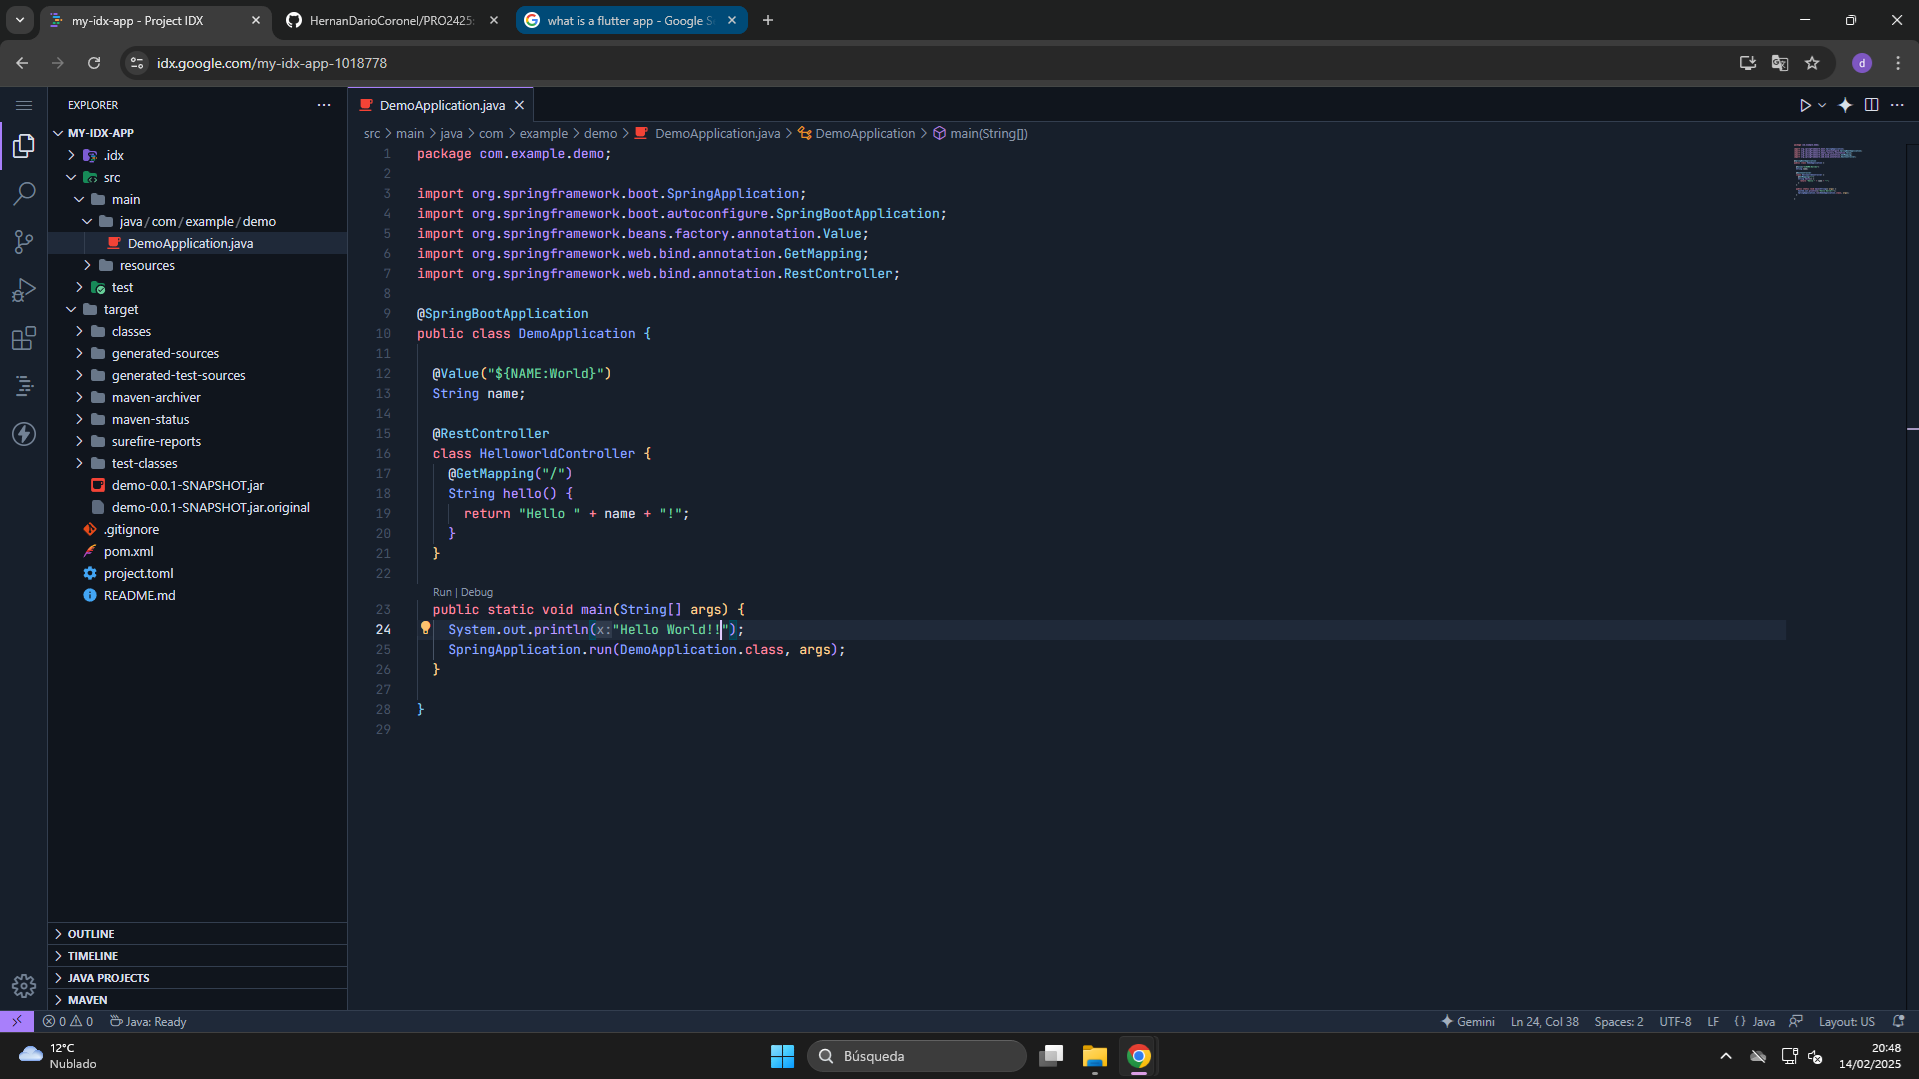 my-idx-app - Project IDX
HernanDarioCoronel/PRO2425
what is a flutter app - Google S
idx.google.com/my-idx-app-1018778
d
EXPLORER
MY-IDX-APP
.idx
src
main
java/com/example/demo
DemoApplication.java
resources
test
target
classes
generated-sources
generated-test-sources
maven-archiver
maven-status
surefire-reports
test-classes
demo-0.0.1-SNAPSHOT.jar
demo-0.0.1-SNAPSHOT.jar.original
.gitignore
pom.xml
project.toml
README.md
OUTLINE
TIMELINE
JAVA PROJECTS
MAVEN
DemoApplication.java
src > main > java > com > example > demo > DemoApplication.java > DemoApplication > main(String[])
1 package com.example.demo;
2
3 import org.springframework.boot.SpringApplication;
4 import org.springframework.boot.autoconfigure.SpringBootApplication;
5 import org.springframework.beans.factory.annotation.Value;
6 import org.springframework.web.bind.annotation.GetMapping;
7 import org.springframework.web.bind.annotation.RestController;
8
9 @SpringBootApplication
10 public class DemoApplication {
11
12 @Value("${NAME:World}")
13 String name;
14
15 @RestController
16 class HelloworldController {
17 @GetMapping("/")
18 String hello() {
19 return "Hello " + name + "!";
20 }
21 }
22
Run | Debug
23 public static void main(String[] args) {
24 System.out.println(x:"Hello World!!");
25 SpringApplication.run(DemoApplication.class, args);
26 }
27
28 }
29
0 0 Java: Ready
Gemini Ln 24, Col 38 Spaces: 2 UTF-8 LF {} Java Layout: US
12°C
Nublado
Búsqueda
20:48
14/02/2025